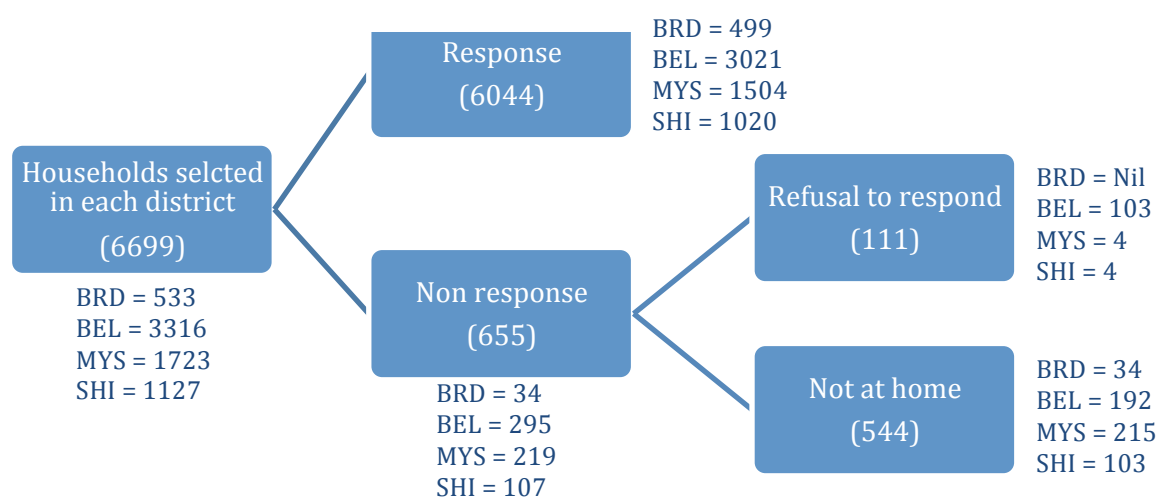 Response
(6044)
BRD = 499
BEL = 3021
MYS = 1504
SHI = 1020
Households selcted
in each district
(6699)
BRD = 533
BEL = 3316
MYS = 1723
SHI = 1127
Non response
(655)
BRD = 34
BEL = 295
MYS = 219
SHI = 107
Refusal to respond
(111)
BRD = Nil
BEL = 103
MYS = 4
SHI = 4
Not at home
(544)
BRD = 34
BEL = 192
MYS = 215
SHI = 103